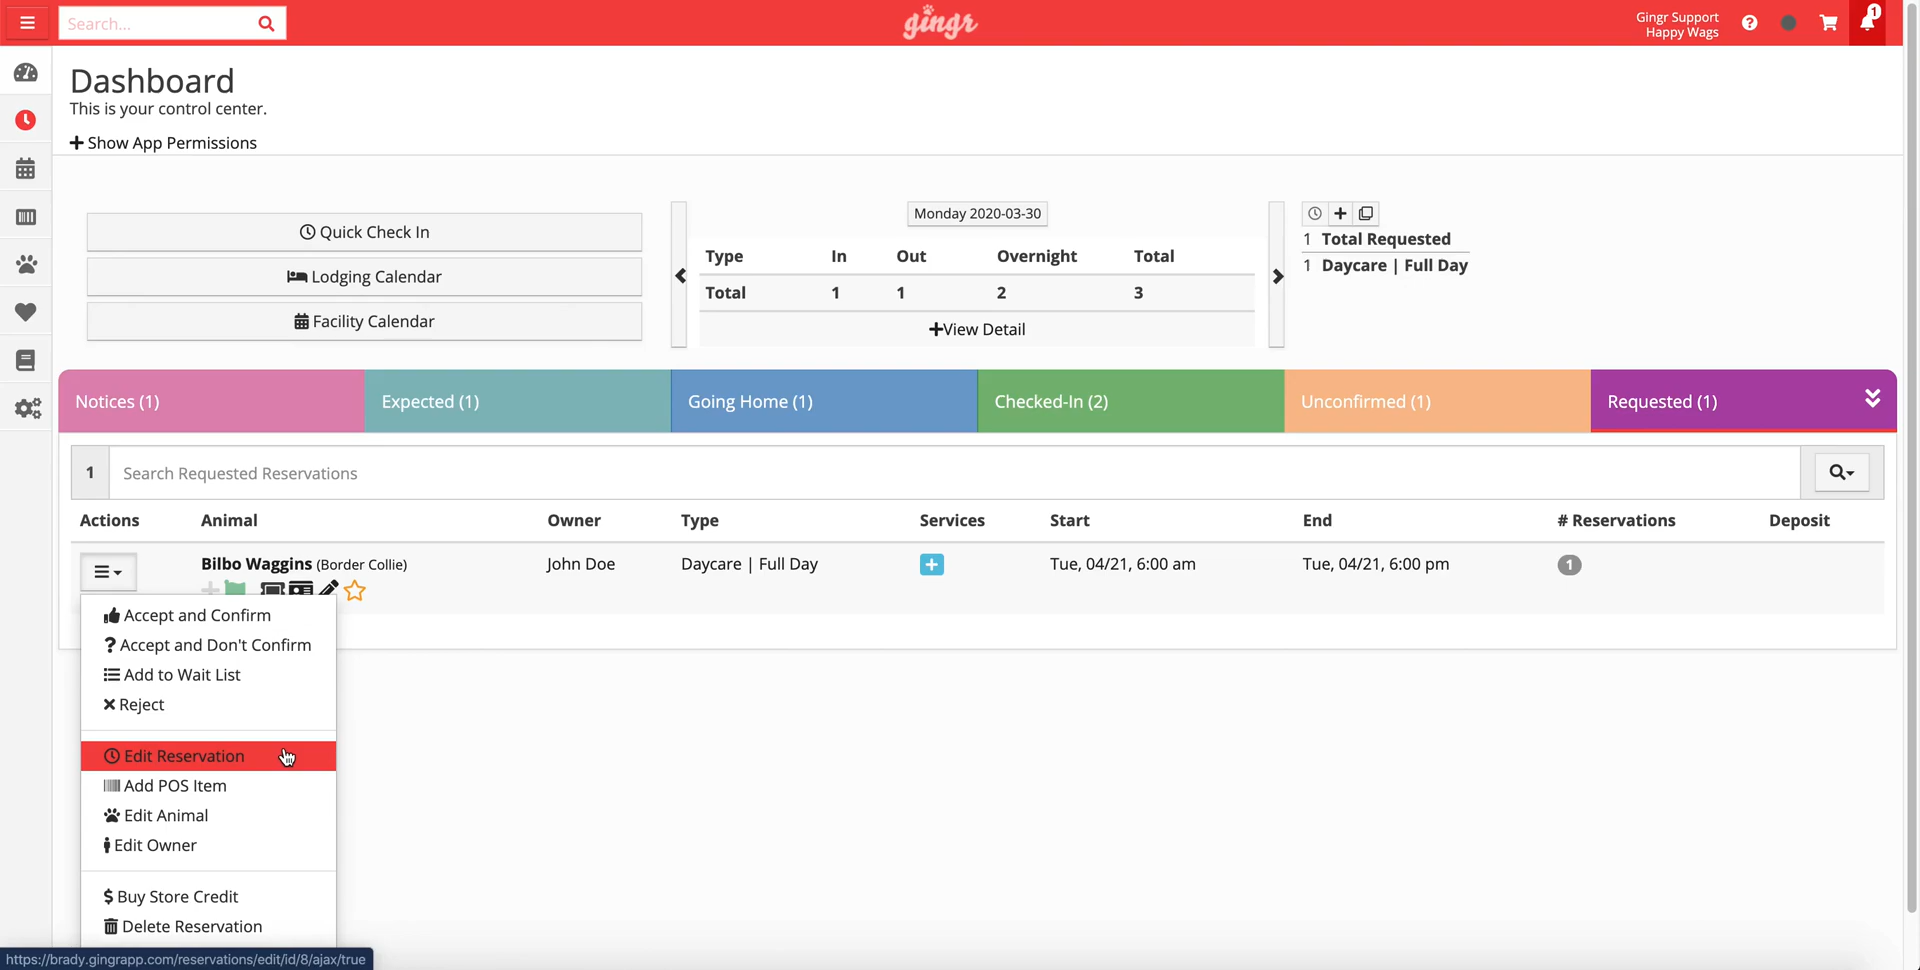 Search...
gingr
Gingr Support
Happy Wags
1
Dashboard
This is your control center.
Show App Permissions
Quick Check In
Lodging Calendar
Facility Calendar
Monday 2020-03-30
Type In Out Overnight Total
Total 1 1 2 3
View Detail
1 Total Requested
1 Daycare | Full Day
Notices (1) Expected (1) Going Home (1) Checked-In (2) Unconfirmed (1) Requested (1)
1 Search Requested Reservations
Actions Animal Owner Type Services Start End # Reservations Deposit
Bilbo Waggins (Border Collie) John Doe Daycare | Full Day Tue, 04/21, 6:00 am Tue, 04/21, 6:00 pm 1
Accept and Confirm
? Accept and Don't Confirm
Add to Wait List
Reject
Edit Reservation
Add POS Item
Edit Animal
Edit Owner
$ Buy Store Credit
Delete Reservation
https://brady.gingrapp.com/reservations/edit/id/8/ajax/true